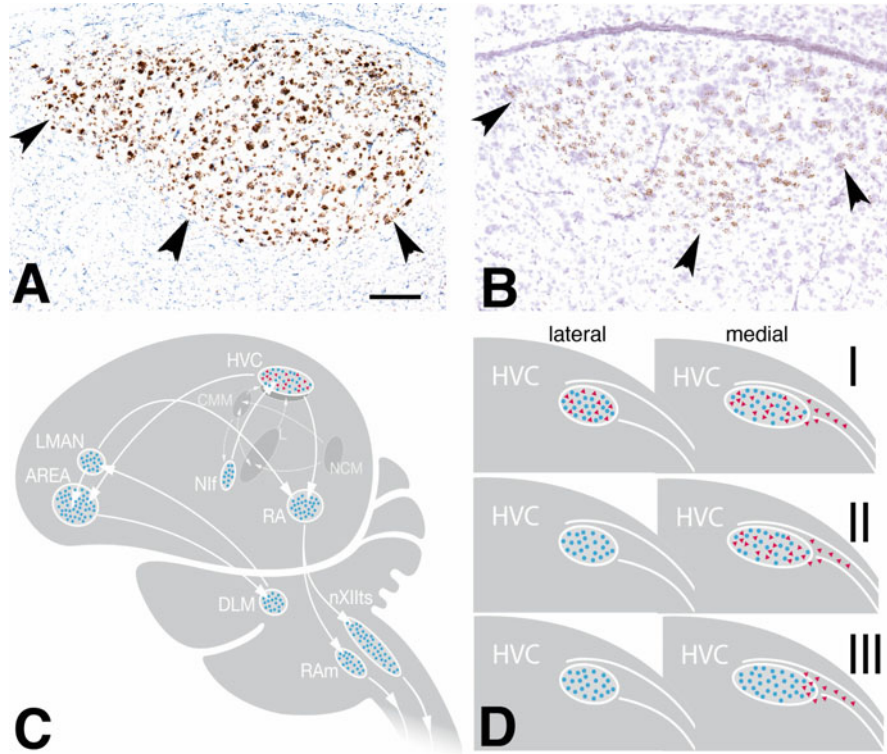 A
B
HVC
CMM
LMAN
L
AREA
NIf
NCM
RA
DLM
nXIIts
RAm
C
lateral
medial
HVC
HVC
I
HVC
HVC
II
HVC
HVC
III
D